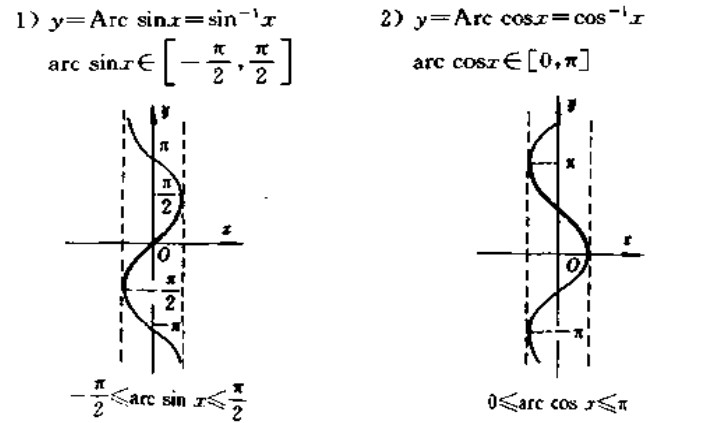 1) y=Arc sinx=sin⁻¹x
arc sinx∈[-π/2,π/2]
y
π
π/2
x
O
-π/2
-π
-π/2≤arc sin x≤π/2
2) y=Arc cosx=cos⁻¹x
arc cosx∈[0,π]
y
π
x
O
-π
0≤arc cos x≤π